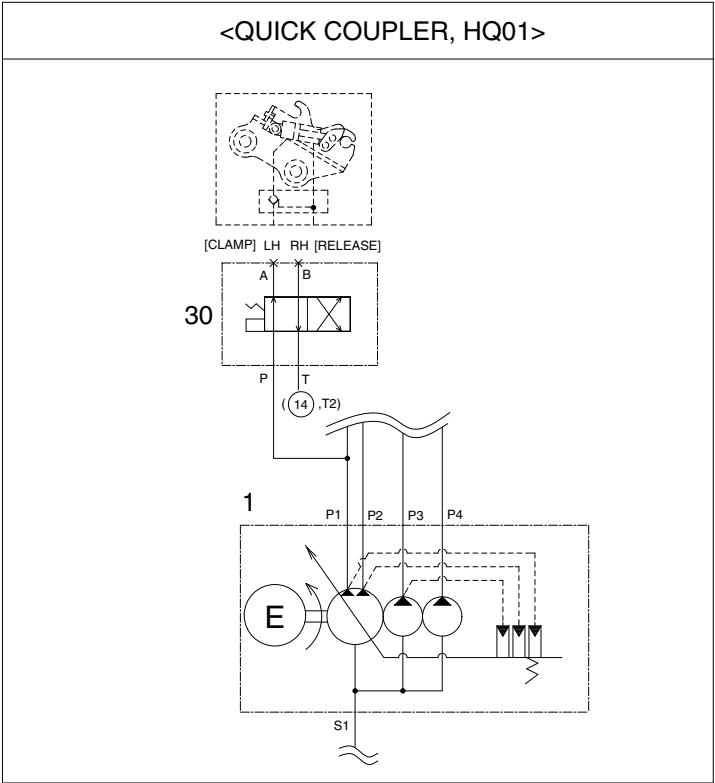 <QUICK COUPLER, HQ01>
[CLAMP] LH RH [RELEASE]
A B
30
P T
(14 ,T2)
1
P1 P2 P3 P4
E
S1